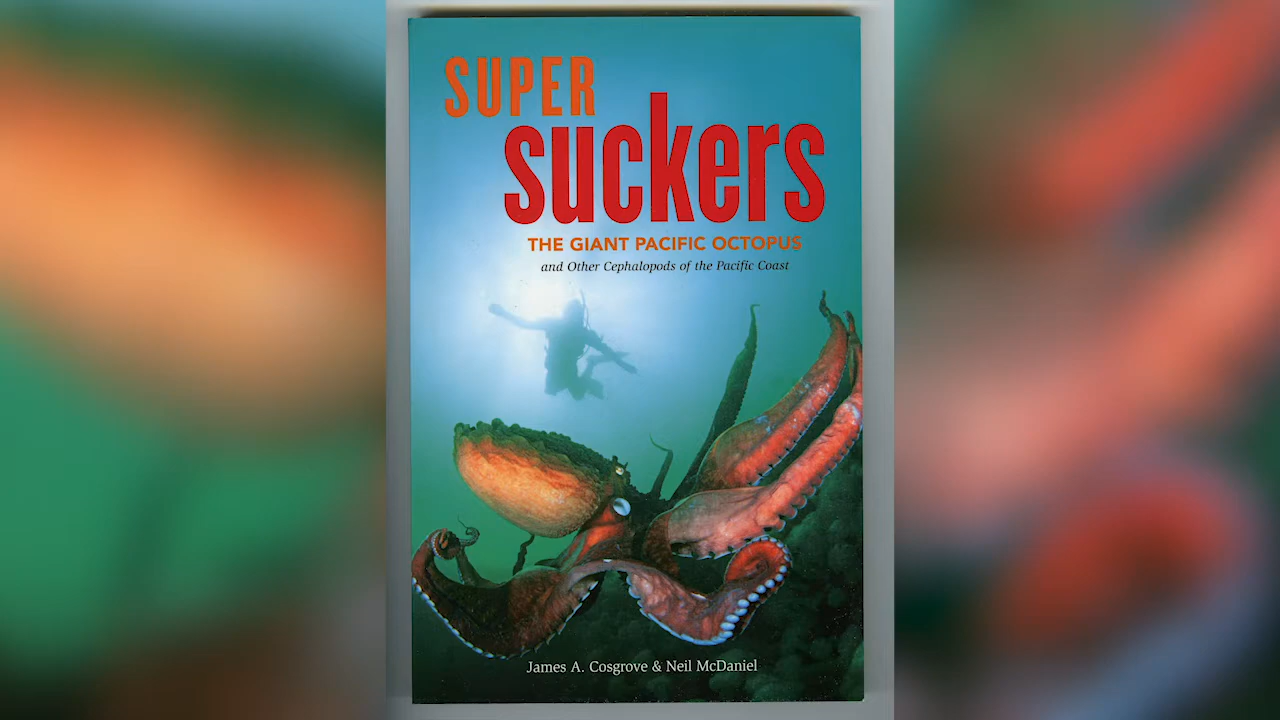 SUPER
suckers
THE GIANT PACIFIC OCTOPUS
and Other Cephalopods of the Pacific Coast
James A. Cosgrove & Neil McDaniel